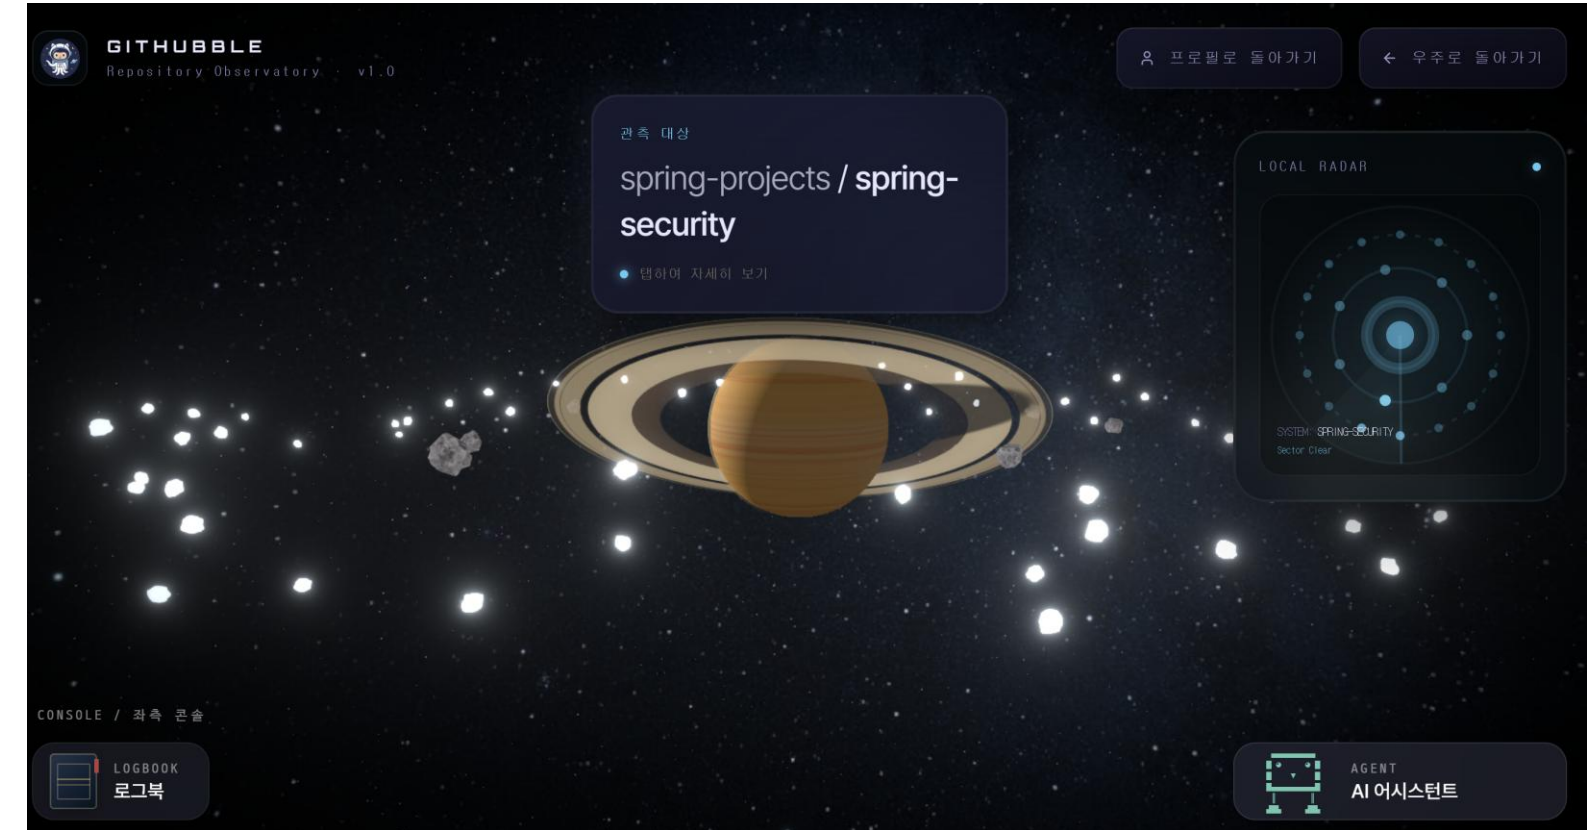 GITHUBBLE
Repository Observatory · v1.0
프로필로 돌아가기
← 우주로 돌아가기
관측 대상
spring-projects / spring-
security
탭하여 자세히 보기
LOCAL RADAR
SYSTEM: SPRING-SECURITY
Sector Clear
CONSOLE / 좌측 콘솔
LOGBOOK
로그북
AGENT
AI 어시스턴트